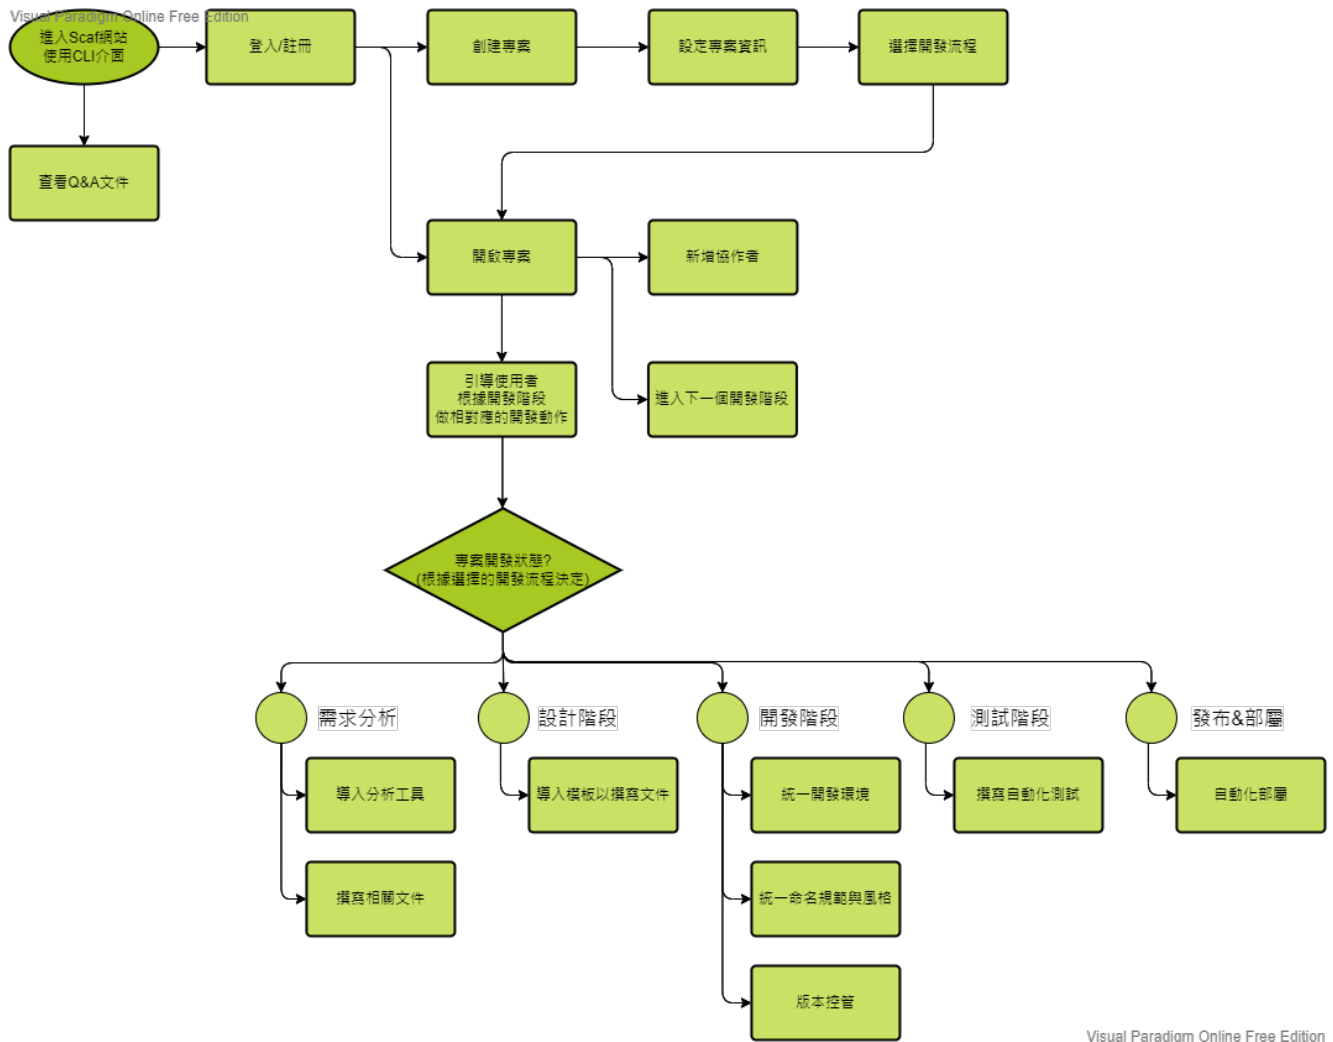 Visual Paradigm Online Free Edition
進入Scaf網站
使用CLI介面
登入/註冊
創建專案
設定專案資訊
選擇開發流程
查看Q&A文件
開啟專案
新增協作者
引導使用者
根據開發階段
做相對應的開發動作
進入下一個開發階段
專案開發狀態?
(根據選擇的開發流程決定)
需求分析
設計階段
開發階段
測試階段
發布&部屬
導入分析工具
導入模板以撰寫文件
統一開發環境
撰寫自動化測試
自動化部屬
撰寫相關文件
統一命名規範與風格
版本控管
Visual Paradigm Online Free Edition